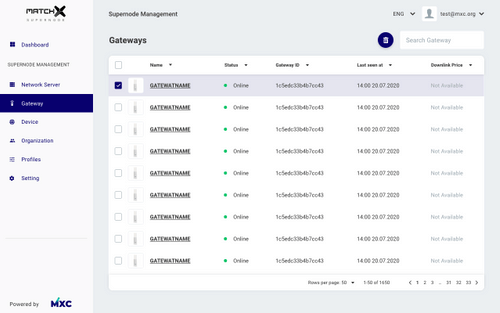 MATCHX
SUPERNODE
Supernode Management
ENG
test@mxc.org
Dashboard
SUPERNODE MANAGEMENT
Network Server
Gateway
Device
Organization
Profiles
Setting
Powered by
MXC
Gateways
Search Gateway
Name Status Gateway ID Last seen at Downlink Price
GATEWATNAME Online 1c5edc33b4b7cc43 14:00 20.07.2020 Not Available
GATEWATNAME Online 1c5edc33b4b7cc43 14:00 20.07.2020 Not Available
GATEWATNAME Online 1c5edc33b4b7cc43 14:00 20.07.2020 Not Available
GATEWATNAME Online 1c5edc33b4b7cc43 14:00 20.07.2020 Not Available
GATEWATNAME Online 1c5edc33b4b7cc43 14:00 20.07.2020 Not Available
GATEWATNAME Online 1c5edc33b4b7cc43 14:00 20.07.2020 Not Available
GATEWATNAME Online 1c5edc33b4b7cc43 14:00 20.07.2020 Not Available
GATEWATNAME Online 1c5edc33b4b7cc43 14:00 20.07.2020 Not Available
GATEWATNAME Online 1c5edc33b4b7cc43 14:00 20.07.2020 Not Available
Rows per page: 50 1-50 of 1650 < 1 2 3 ... 31 32 33 >